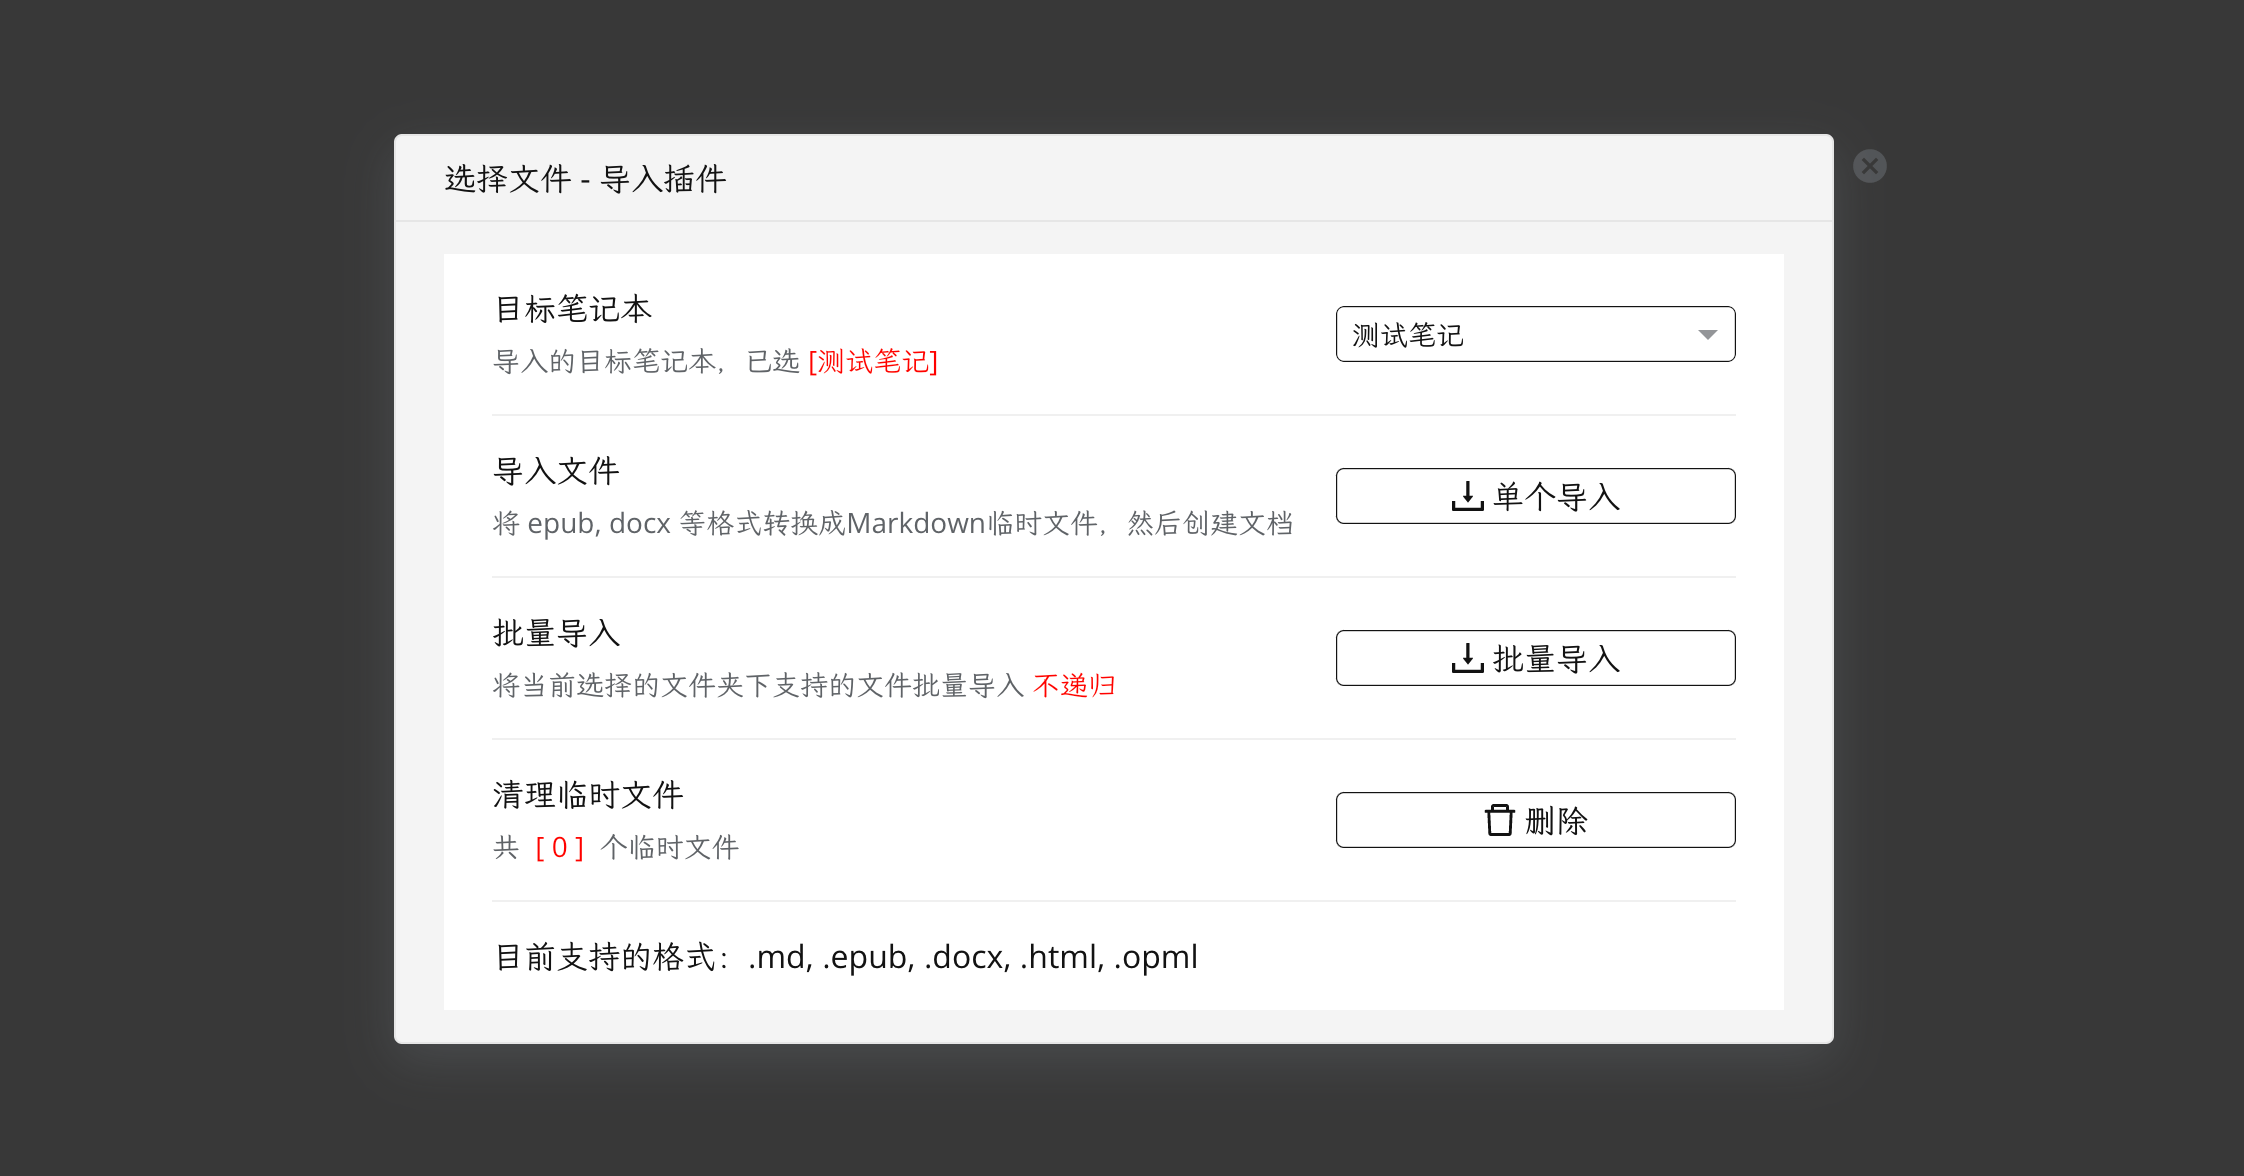 选择文件 - 导入插件
目标笔记本
导入的目标笔记本，已选 [测试笔记]
测试笔记
导入文件
将 epub, docx 等格式转换成Markdown临时文件，然后创建文档
单个导入
批量导入
将当前选择的文件夹下支持的文件批量导入 不递归
批量导入
清理临时文件
共 [ 0 ] 个临时文件
删除
目前支持的格式：.md, .epub, .docx, .html, .opml